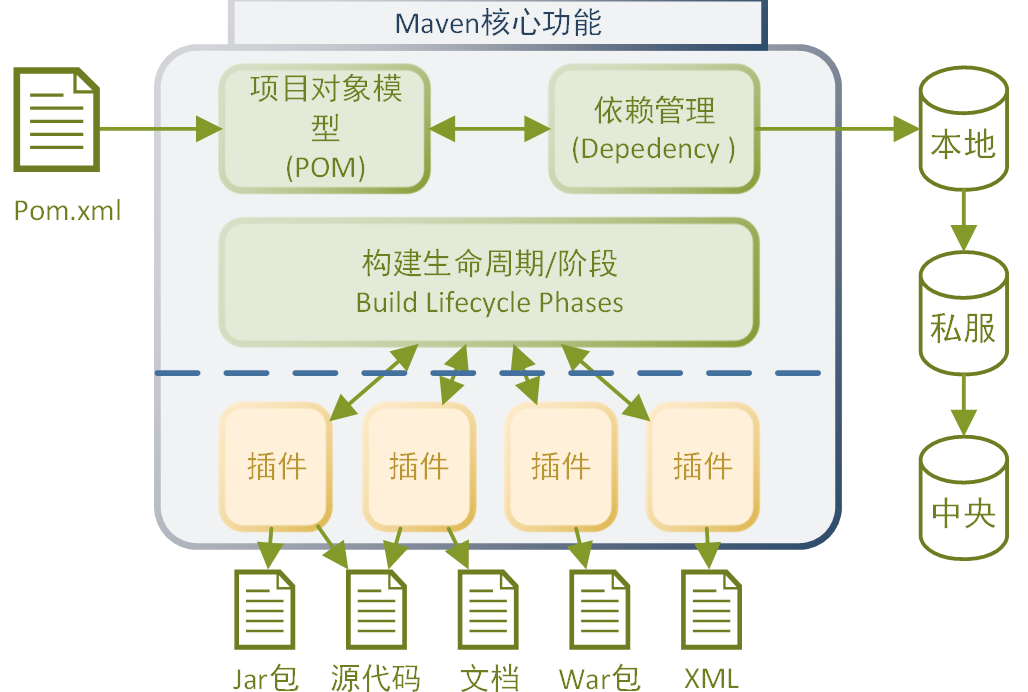 Maven核心功能
项目对象模
型
(POM)
依赖管理
(Depedency )
本地
Pom.xml
构建生命周期/阶段
Build Lifecycle Phases
私服
插件
插件
插件
插件
中央
Jar包
源代码
文档
War包
XML